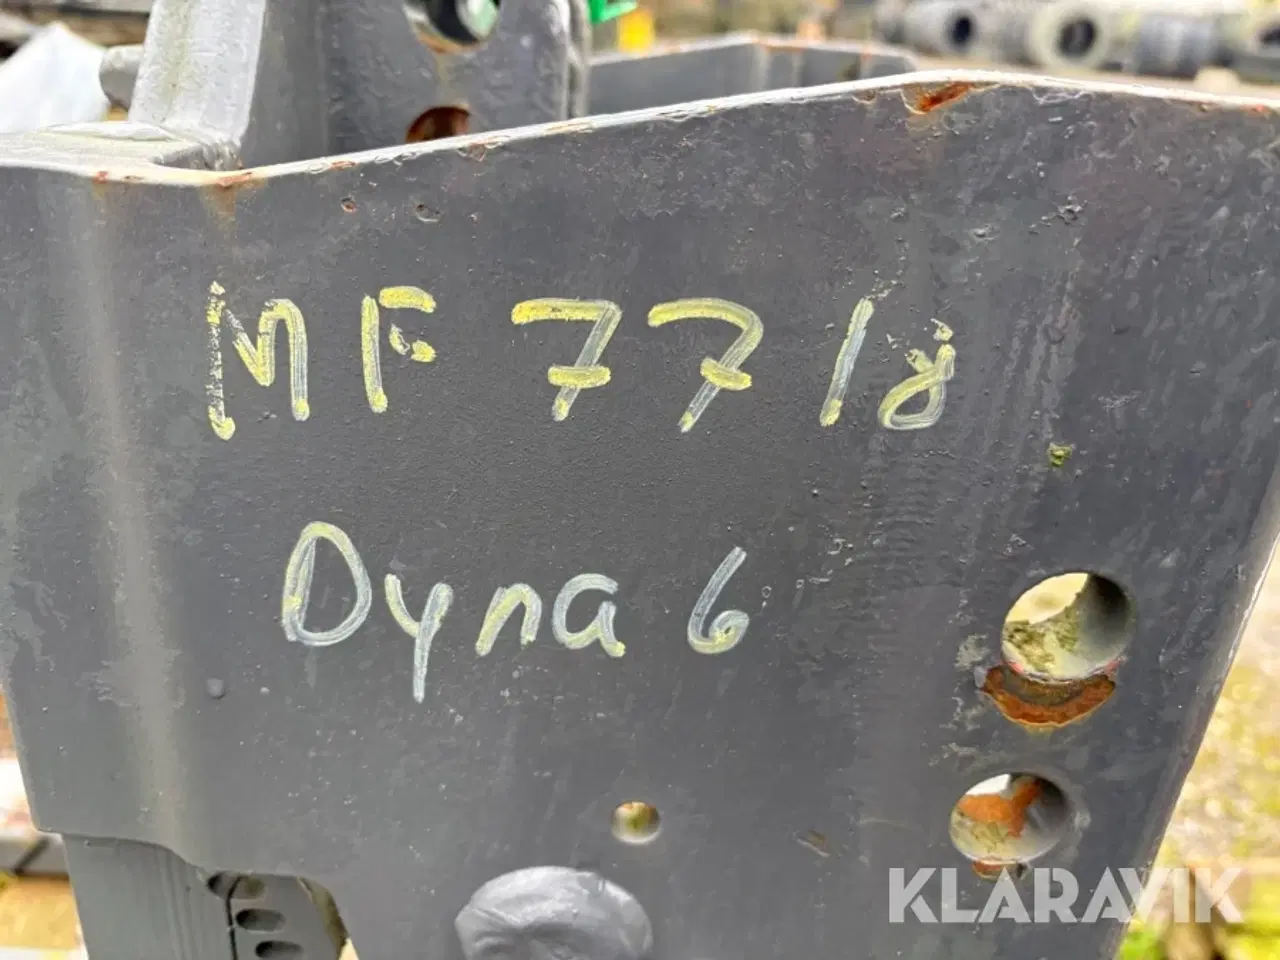 MF 7718
Dyna 6
KLARAVIK